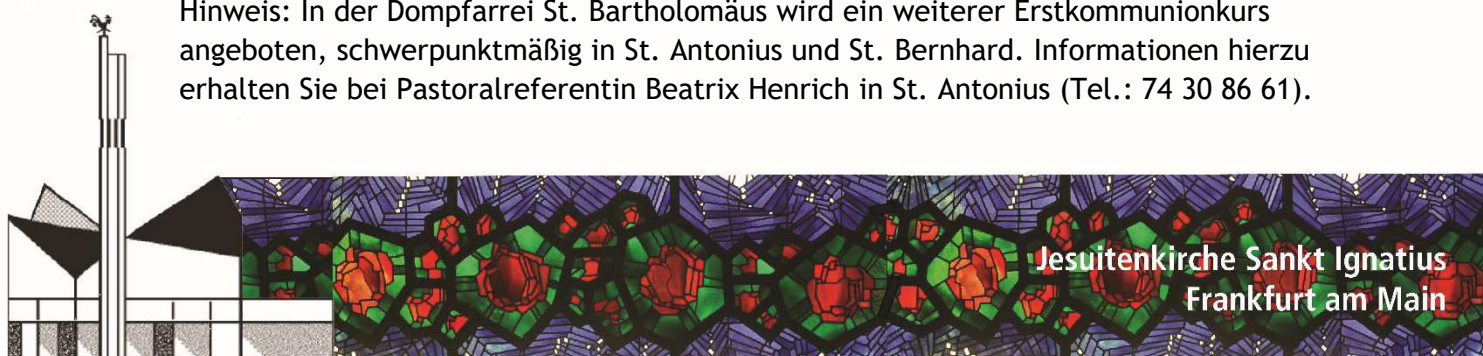 Hinweis: In der Dompfarrei St. Bartholomäus wird ein weiterer Erstkommunionkurs
angeboten, schwerpunktmäßig in St. Antonius und St. Bernhard. Informationen hierzu
erhalten Sie bei Pastoralreferentin Beatrix Henrich in St. Antonius (Tel.: 74 30 86 61).
Jesuitenkirche Sankt Ignatius
Frankfurt am Main